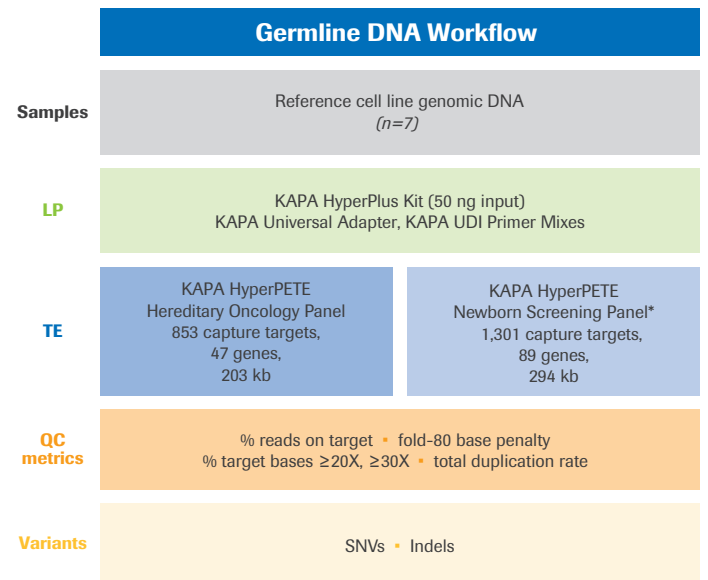 Germline DNA Workflow
Samples
Reference cell line genomic DNA
(n=7)
LP
KAPA HyperPlus Kit (50 ng input)
KAPA Universal Adapter, KAPA UDI Primer Mixes
TE
KAPA HyperPETE
Hereditary Oncology Panel
853 capture targets,
47 genes,
203 kb
KAPA HyperPETE
Newborn Screening Panel*
1,301 capture targets,
89 genes,
294 kb
QC
metrics
% reads on target ▪ fold-80 base penalty
% target bases ≥20X, ≥30X ▪ total duplication rate
Variants
SNVs ▪ Indels